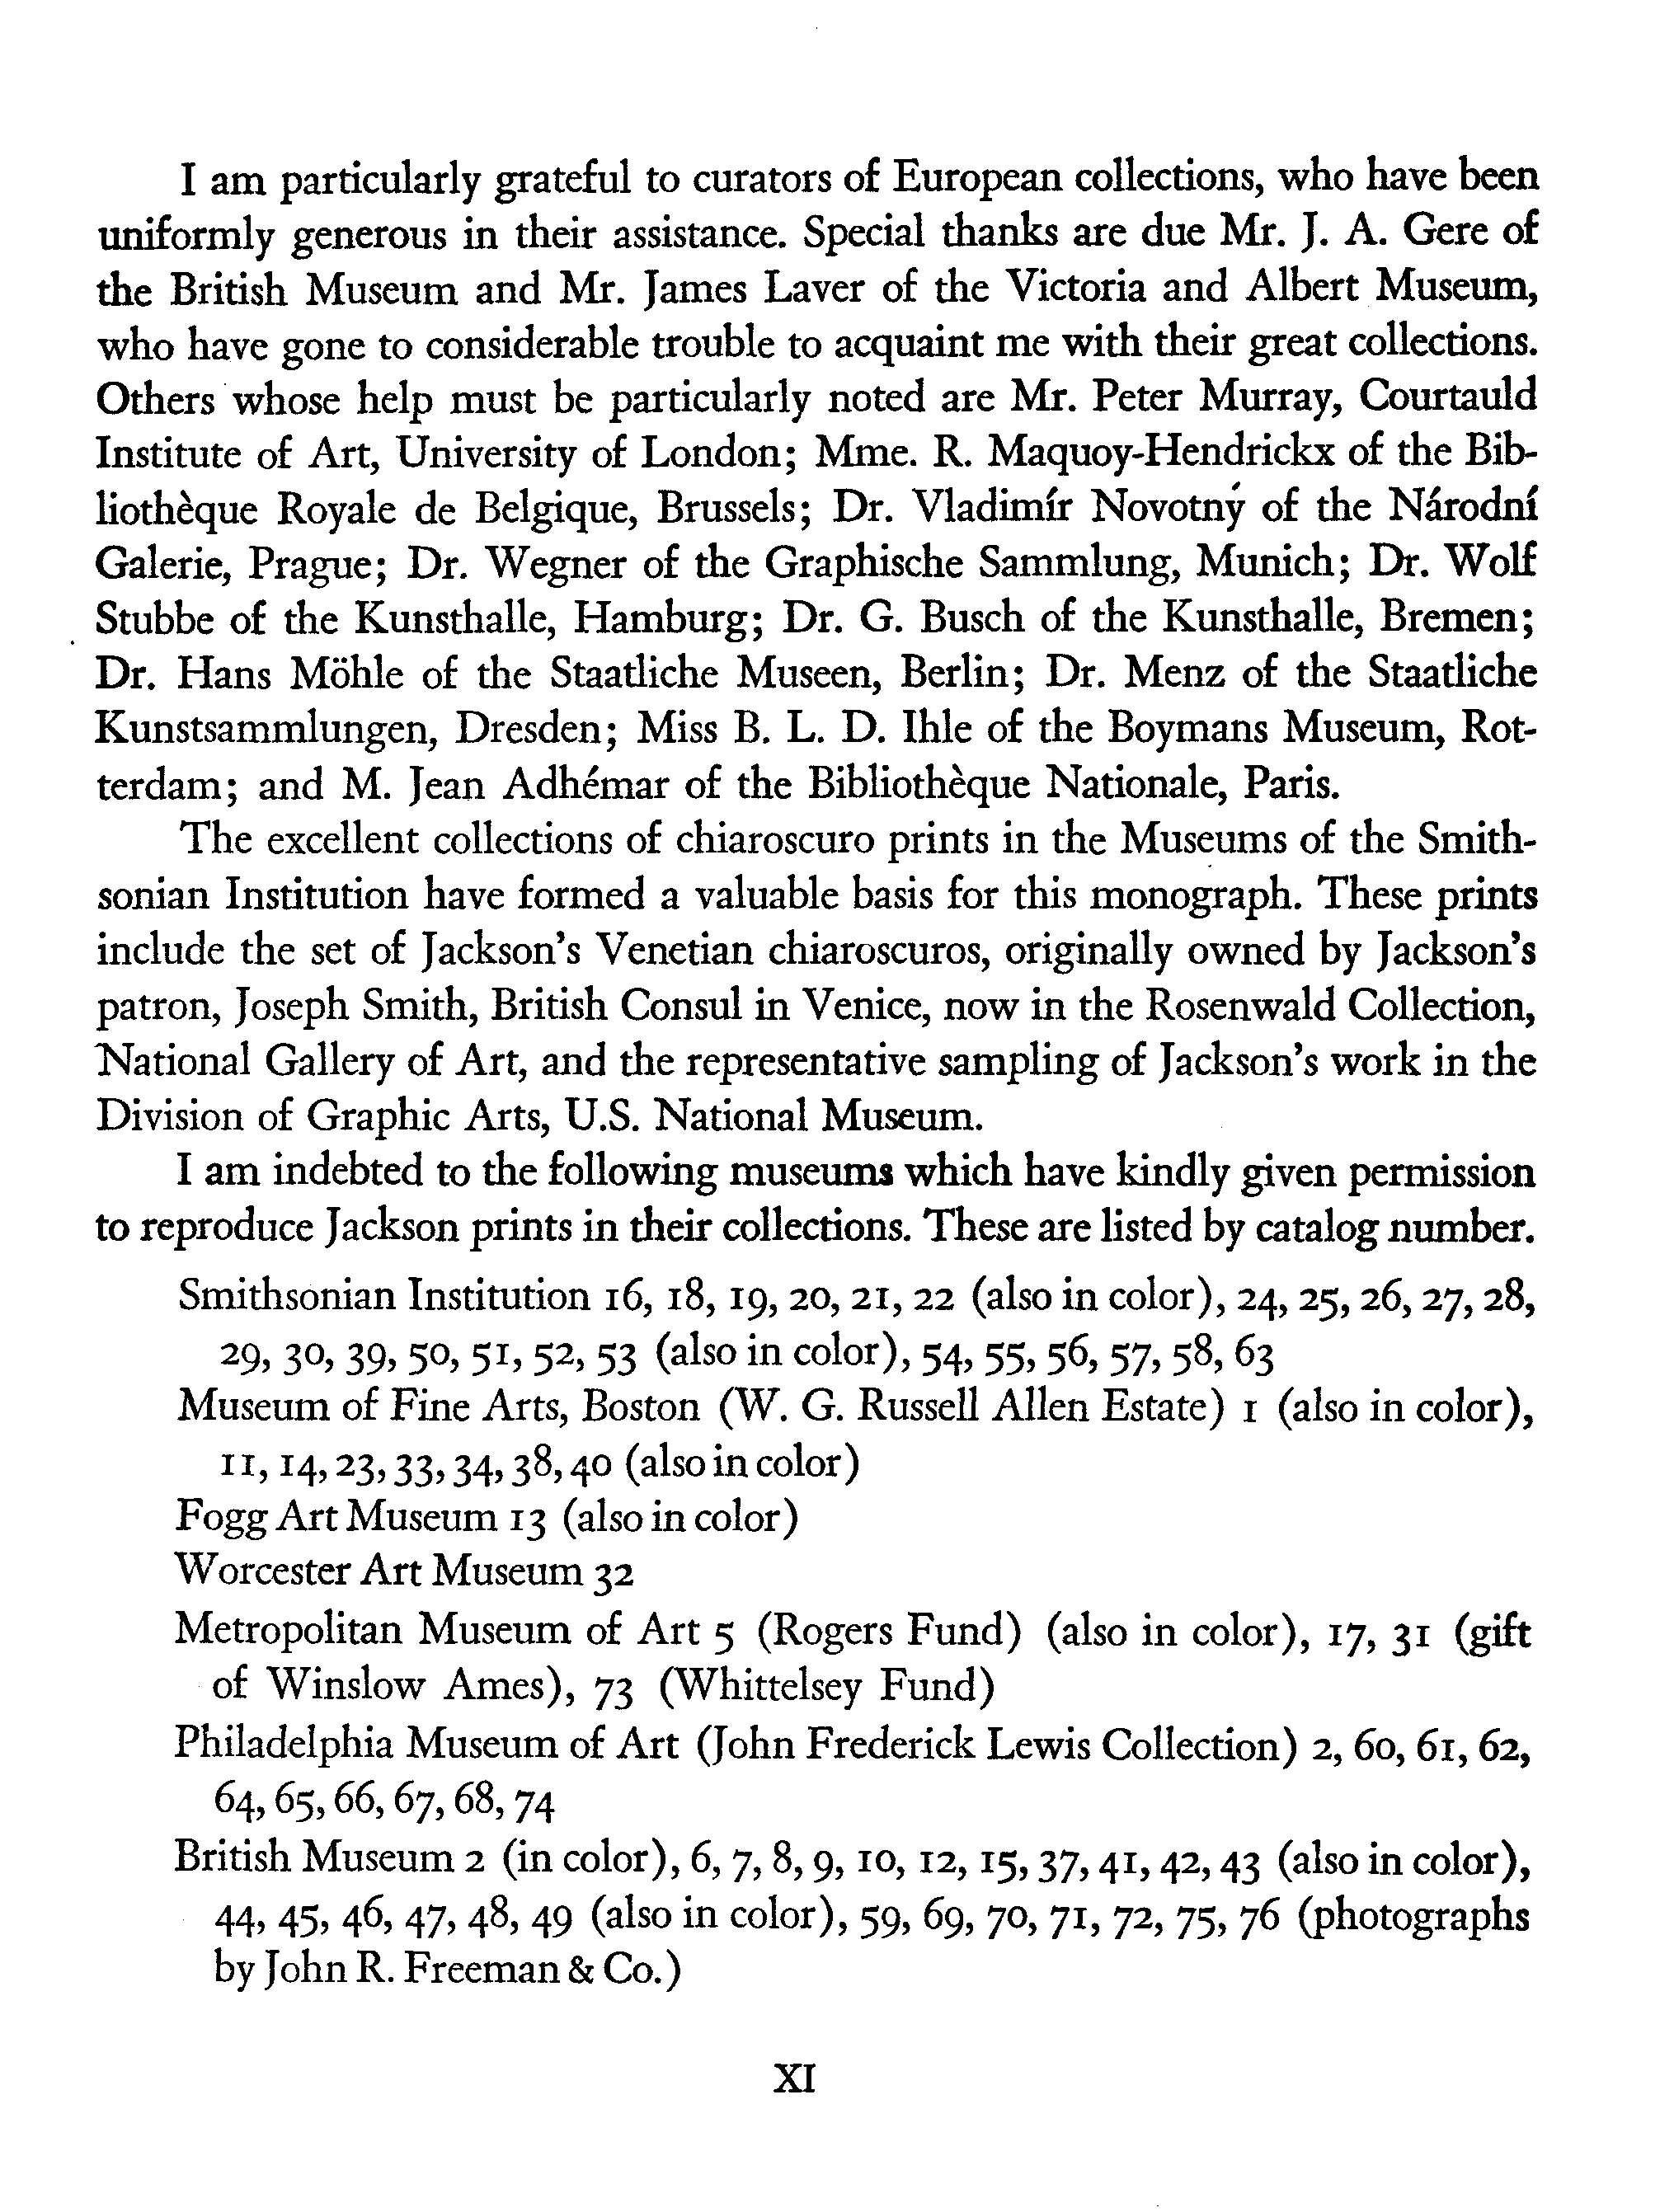 I am particularly grateful to curators of European collections, who have been
uniformly generous in their assistance. Special thanks are due Mr. J. A. Gere of
the British Museum and Mr. James Laver of the Victoria and Albert Museum,
who have gone to considerable trouble to acquaint me with their great collections.
Others whose help must be particularly noted are Mr. Peter Murray, Courtauld
Institute of Art, University of London; Mme. R. Maquoy-Hendrickx of the Bib-
liothèque Royale de Belgique, Brussels; Dr. Vladimír Novotný of the Národní
Galerie, Prague; Dr. Wegner of the Graphische Sammlung, Munich; Dr. Wolf
Stubbe of the Kunsthalle, Hamburg; Dr. G. Busch of the Kunsthalle, Bremen;
Dr. Hans Möhle of the Staatliche Museen, Berlin; Dr. Menz of the Staatliche
Kunstsammlungen, Dresden; Miss B. L. D. Ihle of the Boymans Museum, Rot-
terdam; and M. Jean Adhémar of the Bibliothèque Nationale, Paris.
The excellent collections of chiaroscuro prints in the Museums of the Smith-
sonian Institution have formed a valuable basis for this monograph. These prints
include the set of Jackson's Venetian chiaroscuros, originally owned by Jackson's
patron, Joseph Smith, British Consul in Venice, now in the Rosenwald Collection,
National Gallery of Art, and the representative sampling of Jackson's work in the
Division of Graphic Arts, U.S. National Museum.
I am indebted to the following museums which have kindly given permission
to reproduce Jackson prints in their collections. These are listed by catalog number.
Smithsonian Institution 16, 18, 19, 20, 21, 22 (also in color), 24, 25, 26, 27, 28,
29, 30, 39, 50, 51, 52, 53 (also in color), 54, 55, 56, 57, 58, 63
Museum of Fine Arts, Boston (W. G. Russell Allen Estate) 1 (also in color),
11, 14, 23, 33, 34, 38, 40 (also in color)
Fogg Art Museum 13 (also in color)
Worcester Art Museum 32
Metropolitan Museum of Art 5 (Rogers Fund) (also in color), 17, 31 (gift
of Winslow Ames), 73 (Whittelsey Fund)
Philadelphia Museum of Art (John Frederick Lewis Collection) 2, 60, 61, 62,
64, 65, 66, 67, 68, 74
British Museum 2 (in color), 6, 7, 8, 9, 10, 12, 15, 37, 41, 42, 43 (also in color),
44, 45, 46, 47, 48, 49 (also in color), 59, 69, 70, 71, 72, 75, 76 (photographs
by John R. Freeman & Co.)
XI